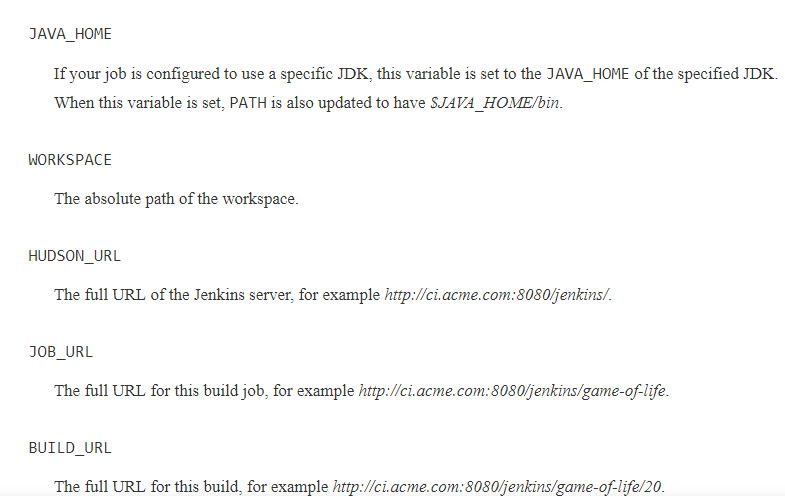 JAVA_HOME
If your job is configured to use a specific JDK, this variable is set to the JAVA_HOME of the specified JDK.
When this variable is set, PATH is also updated to have $JAVA_HOME/bin.
WORKSPACE
The absolute path of the workspace.
HUDSON_URL
The full URL of the Jenkins server, for example http://ci.acme.com:8080/jenkins/.
JOB_URL
The full URL for this build job, for example http://ci.acme.com:8080/jenkins/game-of-life.
BUILD_URL
The full URL for this build, for example http://ci.acme.com:8080/jenkins/game-of-life/20.